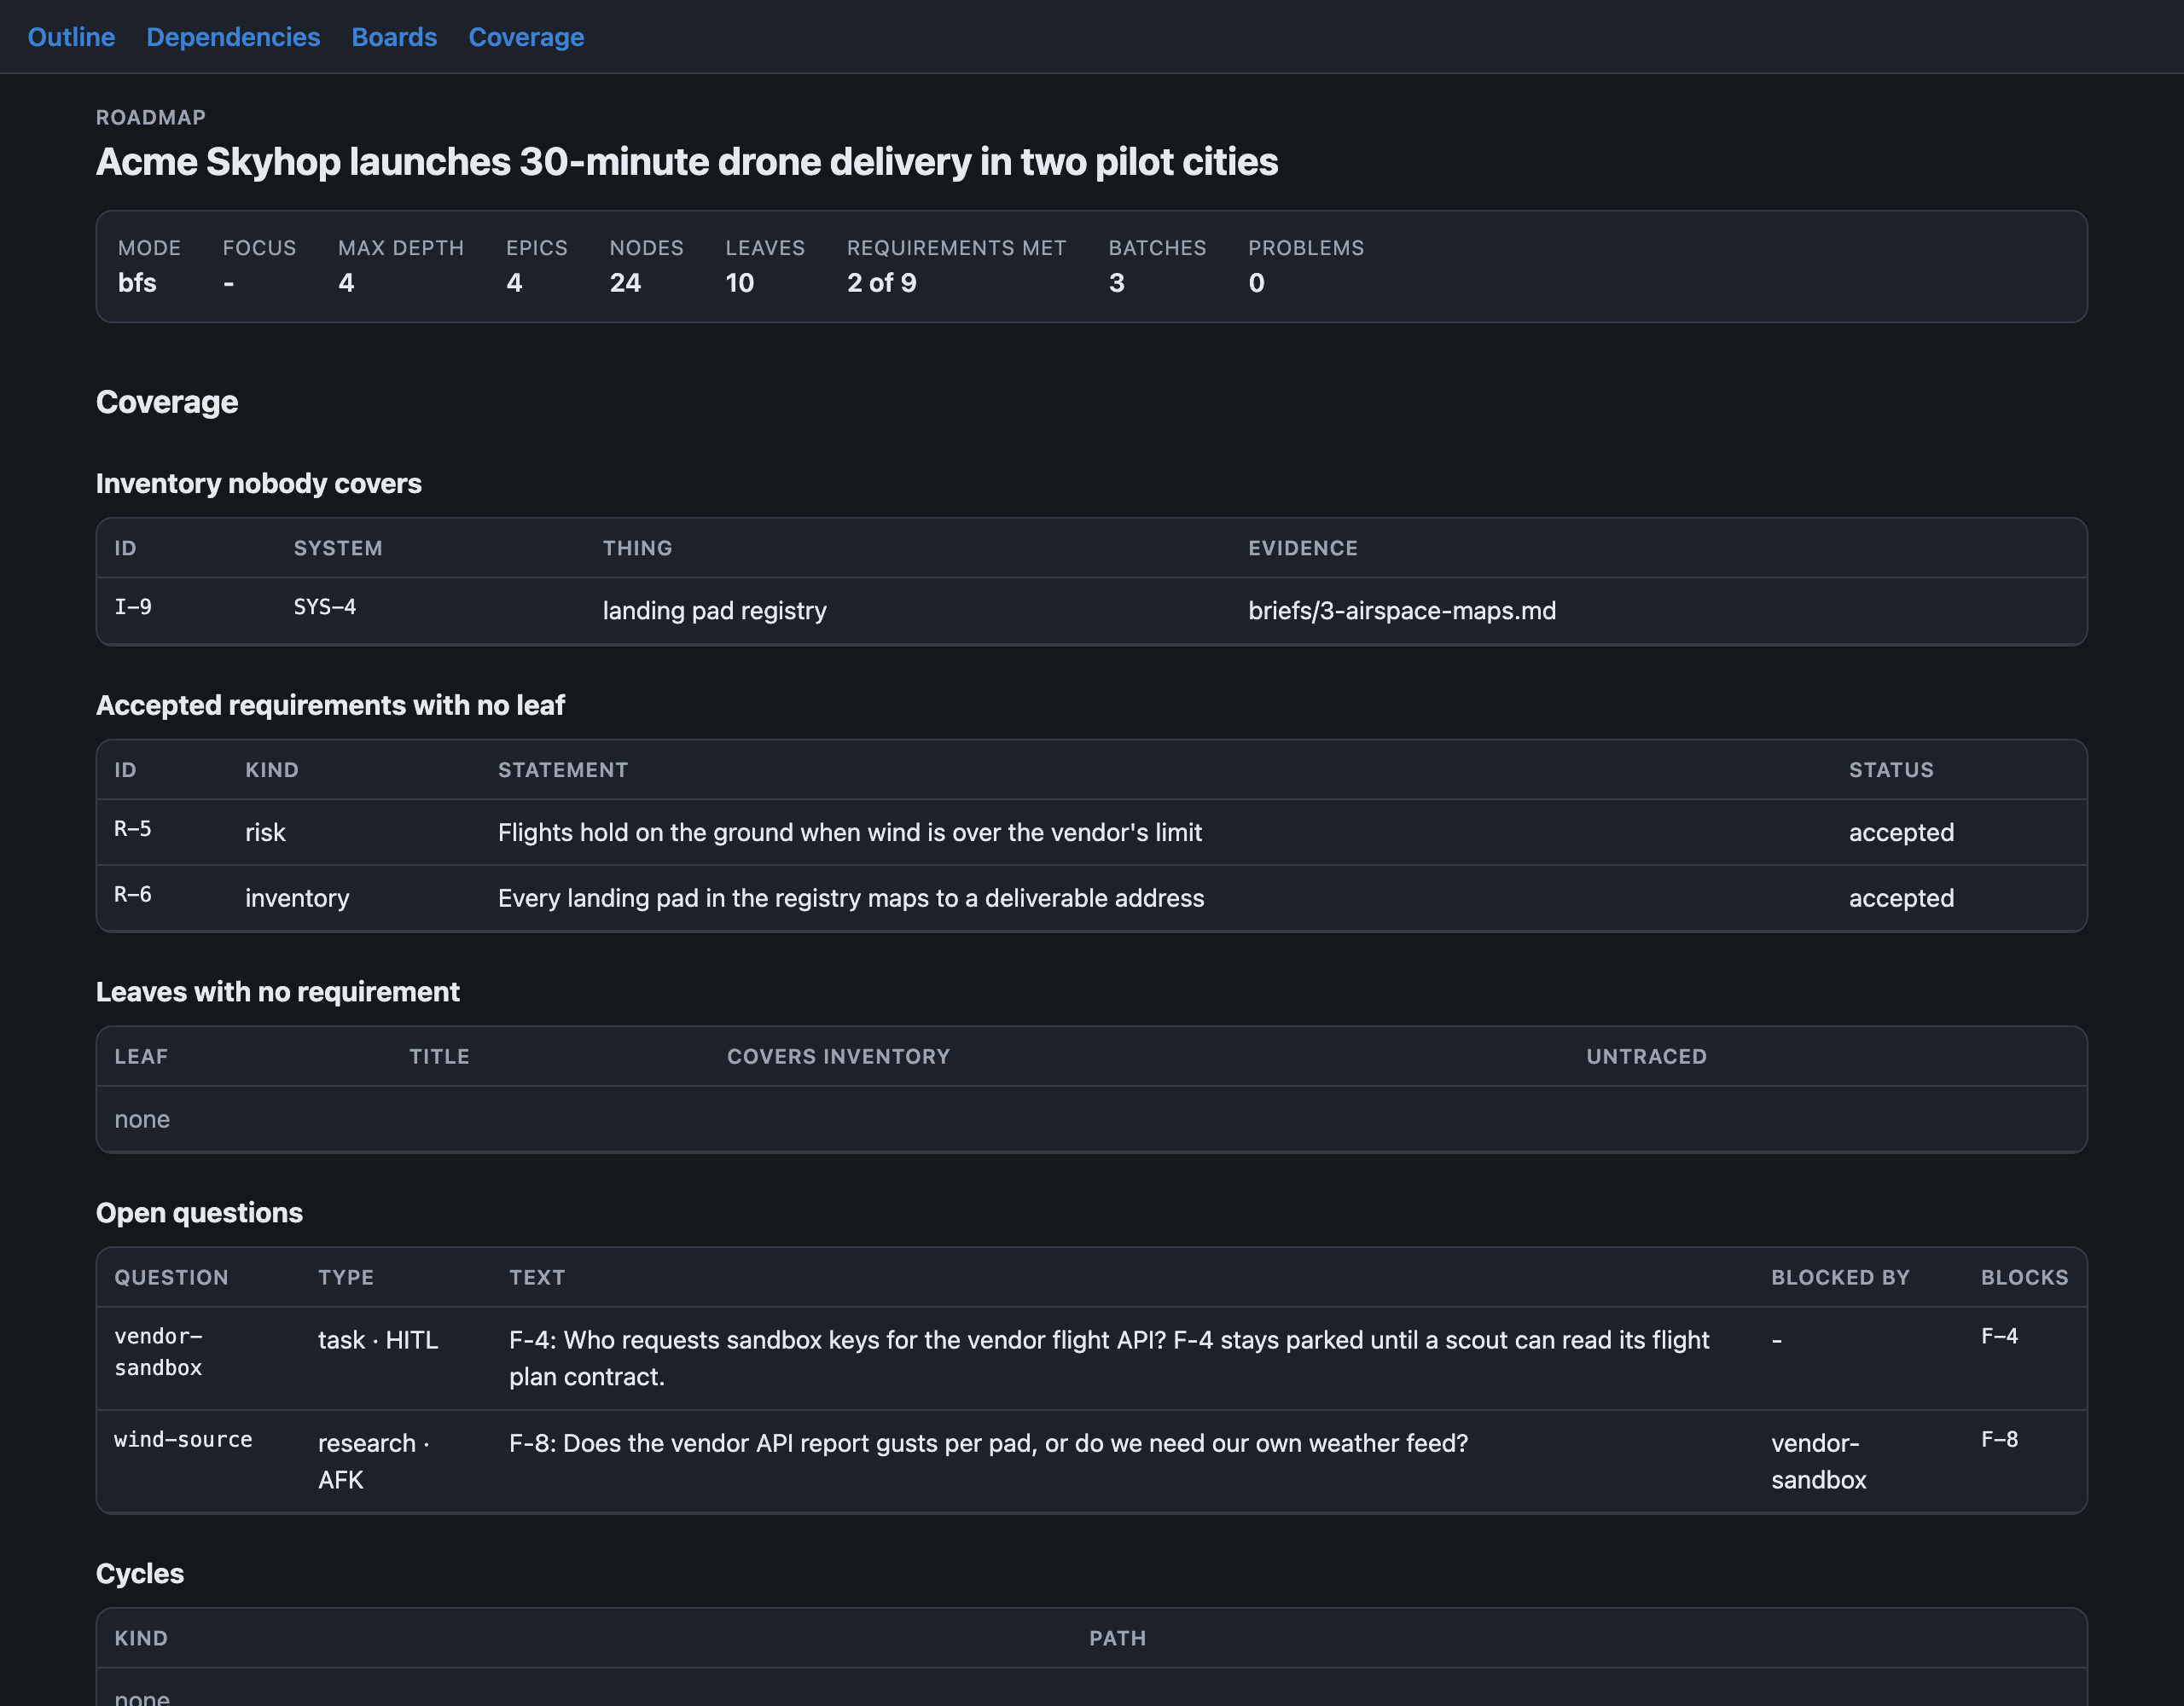 Outline Dependencies Boards Coverage
ROADMAP
Acme Skyhop launches 30-minute drone delivery in two pilot cities
MODE FOCUS MAX DEPTH EPICS NODES LEAVES REQUIREMENTS MET BATCHES PROBLEMS
bfs - 4 4 24 10 2 of 9 3 0
Coverage
Inventory nobody covers
ID SYSTEM THING EVIDENCE
I-9 SYS-4 landing pad registry briefs/3-airspace-maps.md
Accepted requirements with no leaf
ID KIND STATEMENT STATUS
R-5 risk Flights hold on the ground when wind is over the vendor's limit accepted
R-6 inventory Every landing pad in the registry maps to a deliverable address accepted
Leaves with no requirement
LEAF TITLE COVERS INVENTORY UNTRACED
none
Open questions
QUESTION TYPE TEXT BLOCKED BY BLOCKS
vendor-sandbox task · HITL F-4: Who requests sandbox keys for the vendor flight API? F-4 stays parked until a scout can read its flight plan contract. - F-4
wind-source research · AFK F-8: Does the vendor API report gusts per pad, or do we need our own weather feed? vendor-sandbox F-8
Cycles
KIND PATH
none